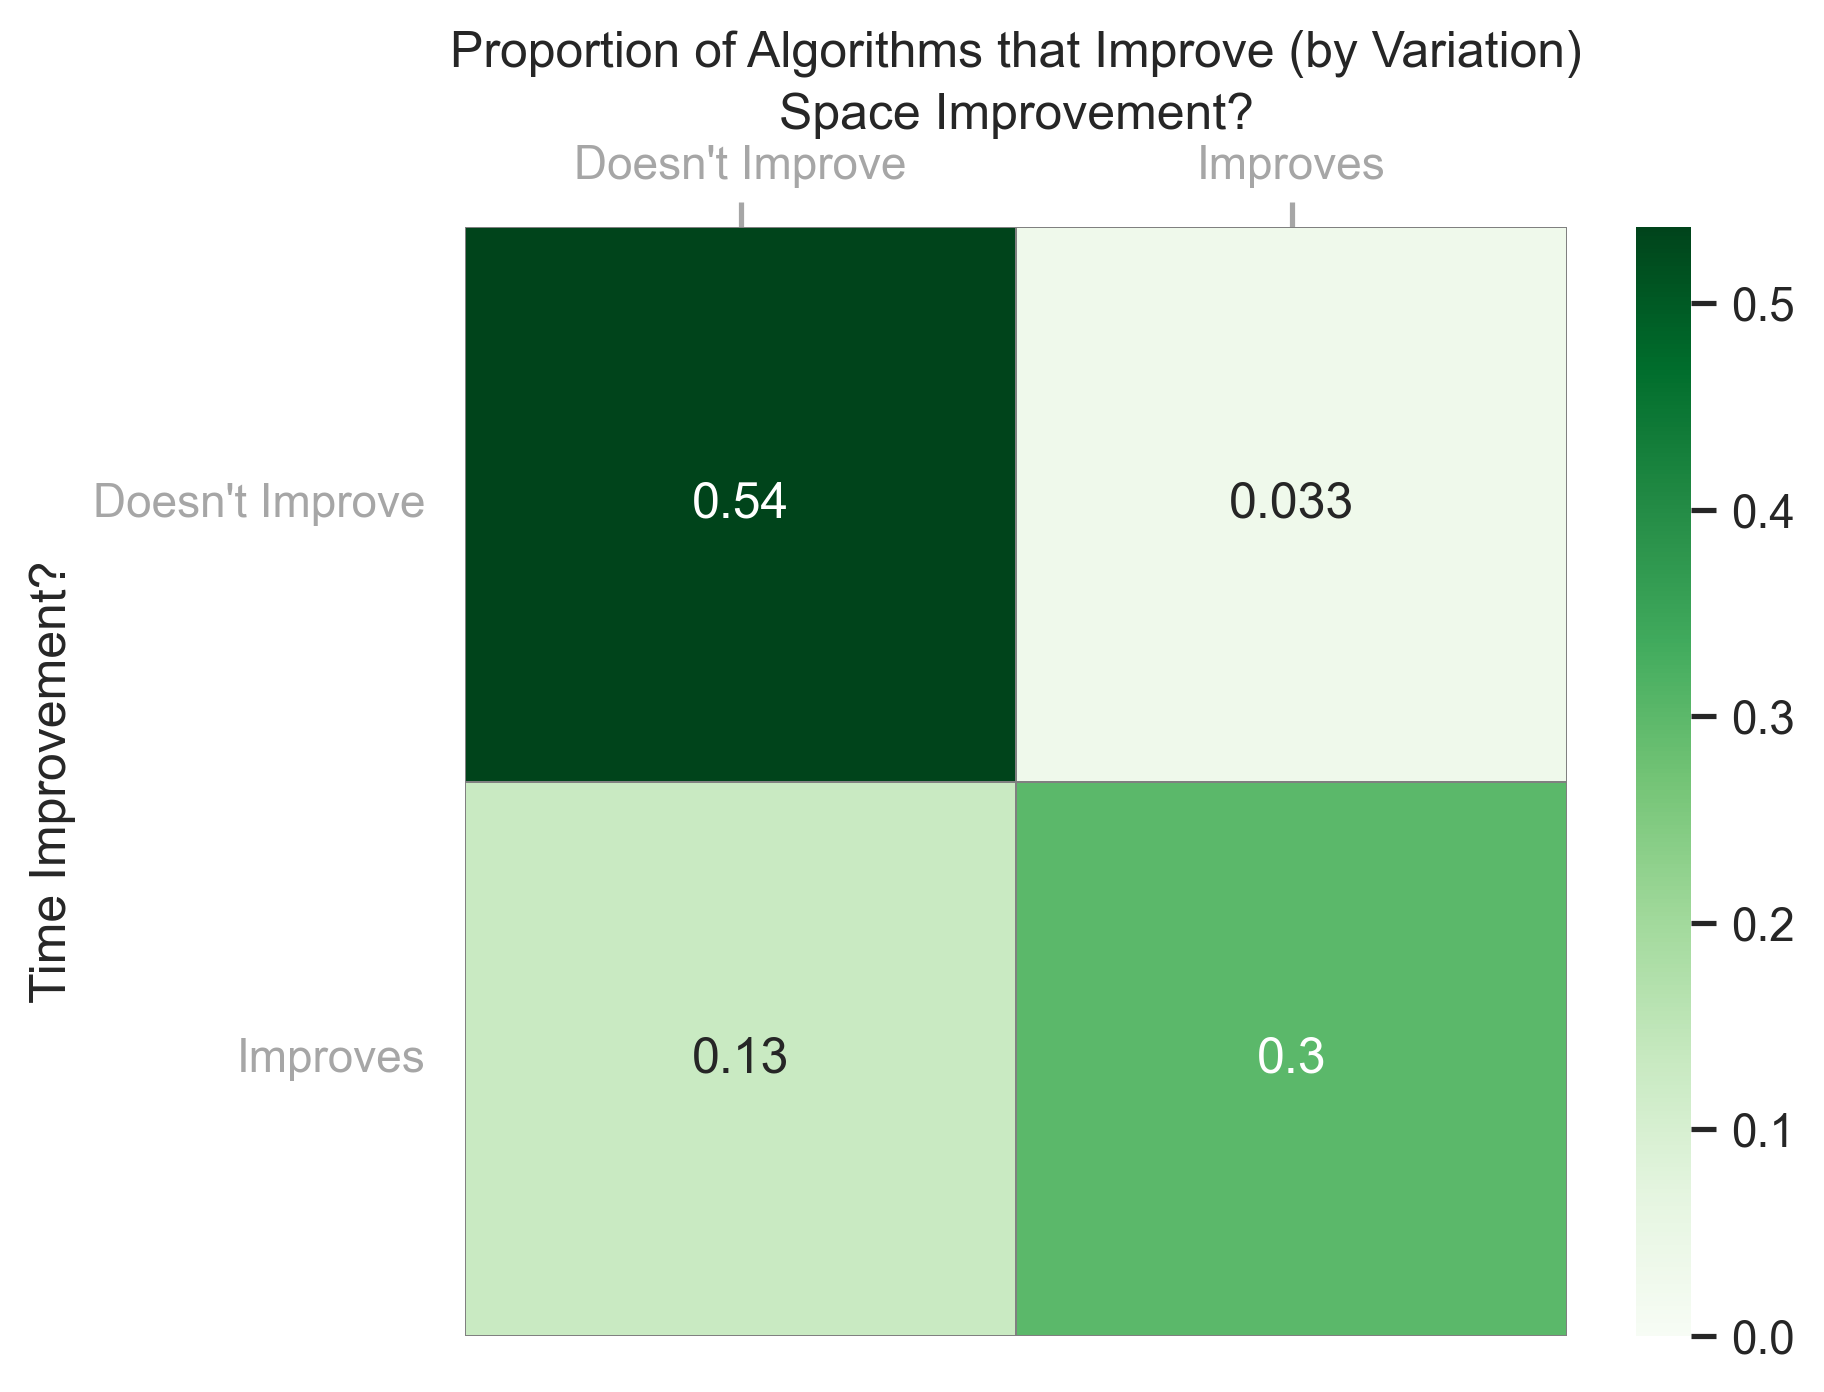 Proportion of Algorithms that Improve (by Variation)
Space Improvement?
Doesn't Improve
Improves
Time Improvement?
Doesn't Improve
0.54
0.033
Improves
0.13
0.3
0.5
0.4
0.3
0.2
0.1
0.0